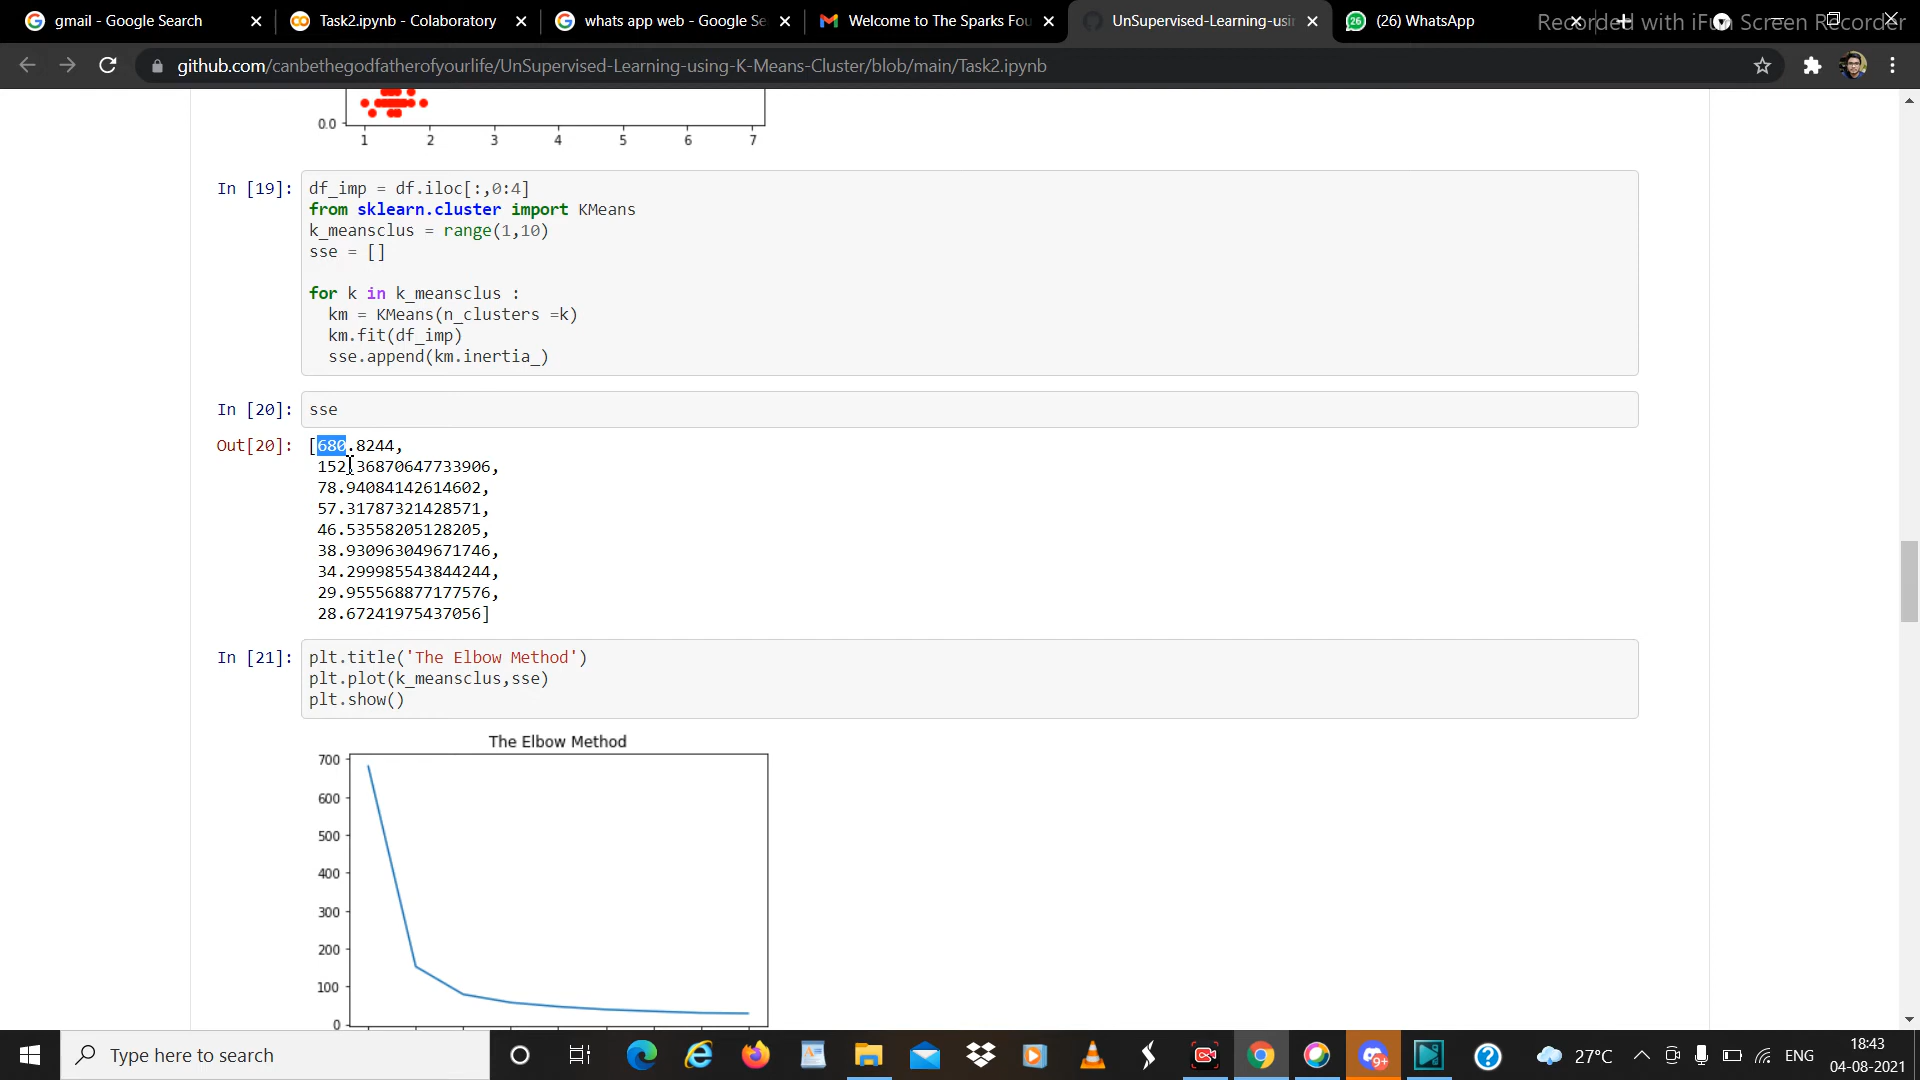 gmail - Google Search
Task2.ipynb - Colaboratory
whats app web - Google Se
Welcome to The Sparks Fou
UnSupervised-Learning-usin
26
(26) WhatsApp
Recorded with iFun Screen Recorder
github.com/canbethegodfatherofyourlife/UnSupervised-Learning-using-K-Means-Cluster/blob/main/Task2.ipynb
0.0
1 2 3 4 5 6 7
In [19]:
df_imp = df.iloc[:,0:4]
from sklearn.cluster import KMeans
k_meansclus = range(1,10)
sse = []
for k in k_meansclus :
km = KMeans(n_clusters =k)
km.fit(df_imp)
sse.append(km.inertia_)
In [20]: sse
Out[20]: [680.8244,
152.36870647733906,
78.94084142614602,
57.31787321428571,
46.53558205128205,
38.930963049671746,
34.299985543844244,
29.955568877177576,
28.67241975437056]
In [21]:
plt.title('The Elbow Method')
plt.plot(k_meansclus,sse)
plt.show()
The Elbow Method
700
600
500
400
300
200
100
0
Type here to search
9+
27°C
ENG
18:43
04-08-2021